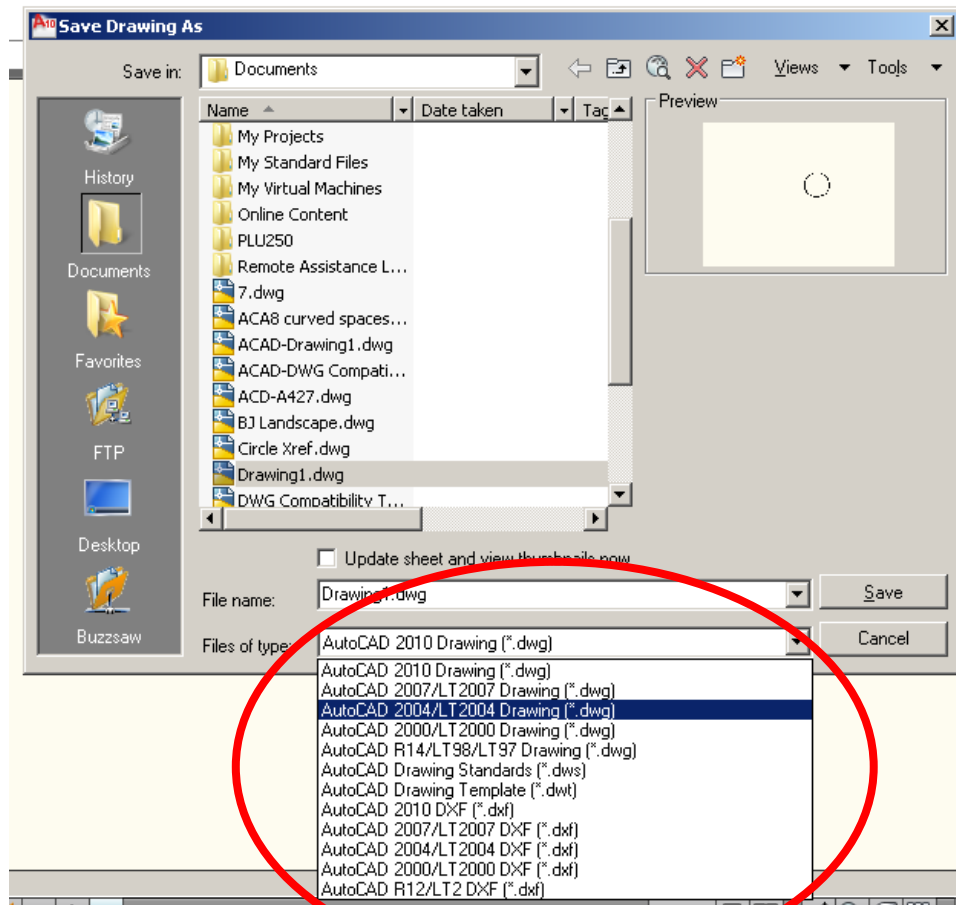 A10 Save Drawing As
Save in: Documents Views Tools
Name Date taken Tag
Preview
My Projects
My Standard Files
My Virtual Machines
Online Content
PLU250
Remote Assistance L...
7.dwg
ACA8 curved spaces...
ACAD-Drawing1.dwg
ACAD-DWG Compati...
ACD-A427.dwg
BJ Landscape.dwg
Circle Xref.dwg
Drawing1.dwg
DWG Compatibility T...
History
Documents
Favorites
FTP
Desktop
Buzzsaw
Update sheet and view thumbnails now
File name: Drawing1.dwg Save
Files of type: AutoCAD 2010 Drawing (*.dwg) Cancel
AutoCAD 2010 Drawing (*.dwg)
AutoCAD 2007/LT2007 Drawing (*.dwg)
AutoCAD 2004/LT2004 Drawing (*.dwg)
AutoCAD 2000/LT2000 Drawing (*.dwg)
AutoCAD R14/LT98/LT97 Drawing (*.dwg)
AutoCAD Drawing Standards (*.dws)
AutoCAD Drawing Template (*.dwt)
AutoCAD 2010 DXF (*.dxf)
AutoCAD 2007/LT2007 DXF (*.dxf)
AutoCAD 2004/LT2004 DXF (*.dxf)
AutoCAD 2000/LT2000 DXF (*.dxf)
AutoCAD R12/LT2 DXF (*.dxf)